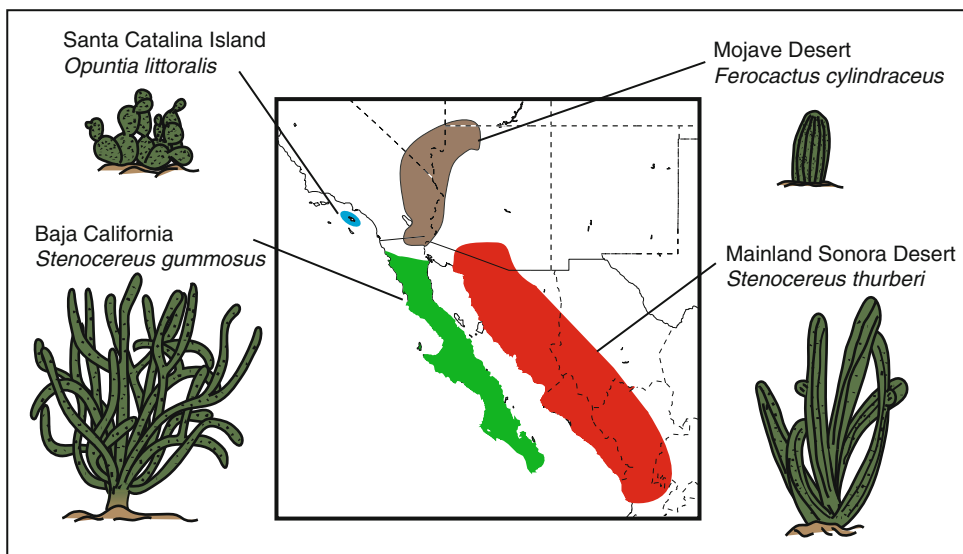 Santa Catalina Island
Opuntia littoralis
Mojave Desert
Ferocactus cylindraceus
Baja California
Stenocereus gummosus
Mainland Sonora Desert
Stenocereus thurberi